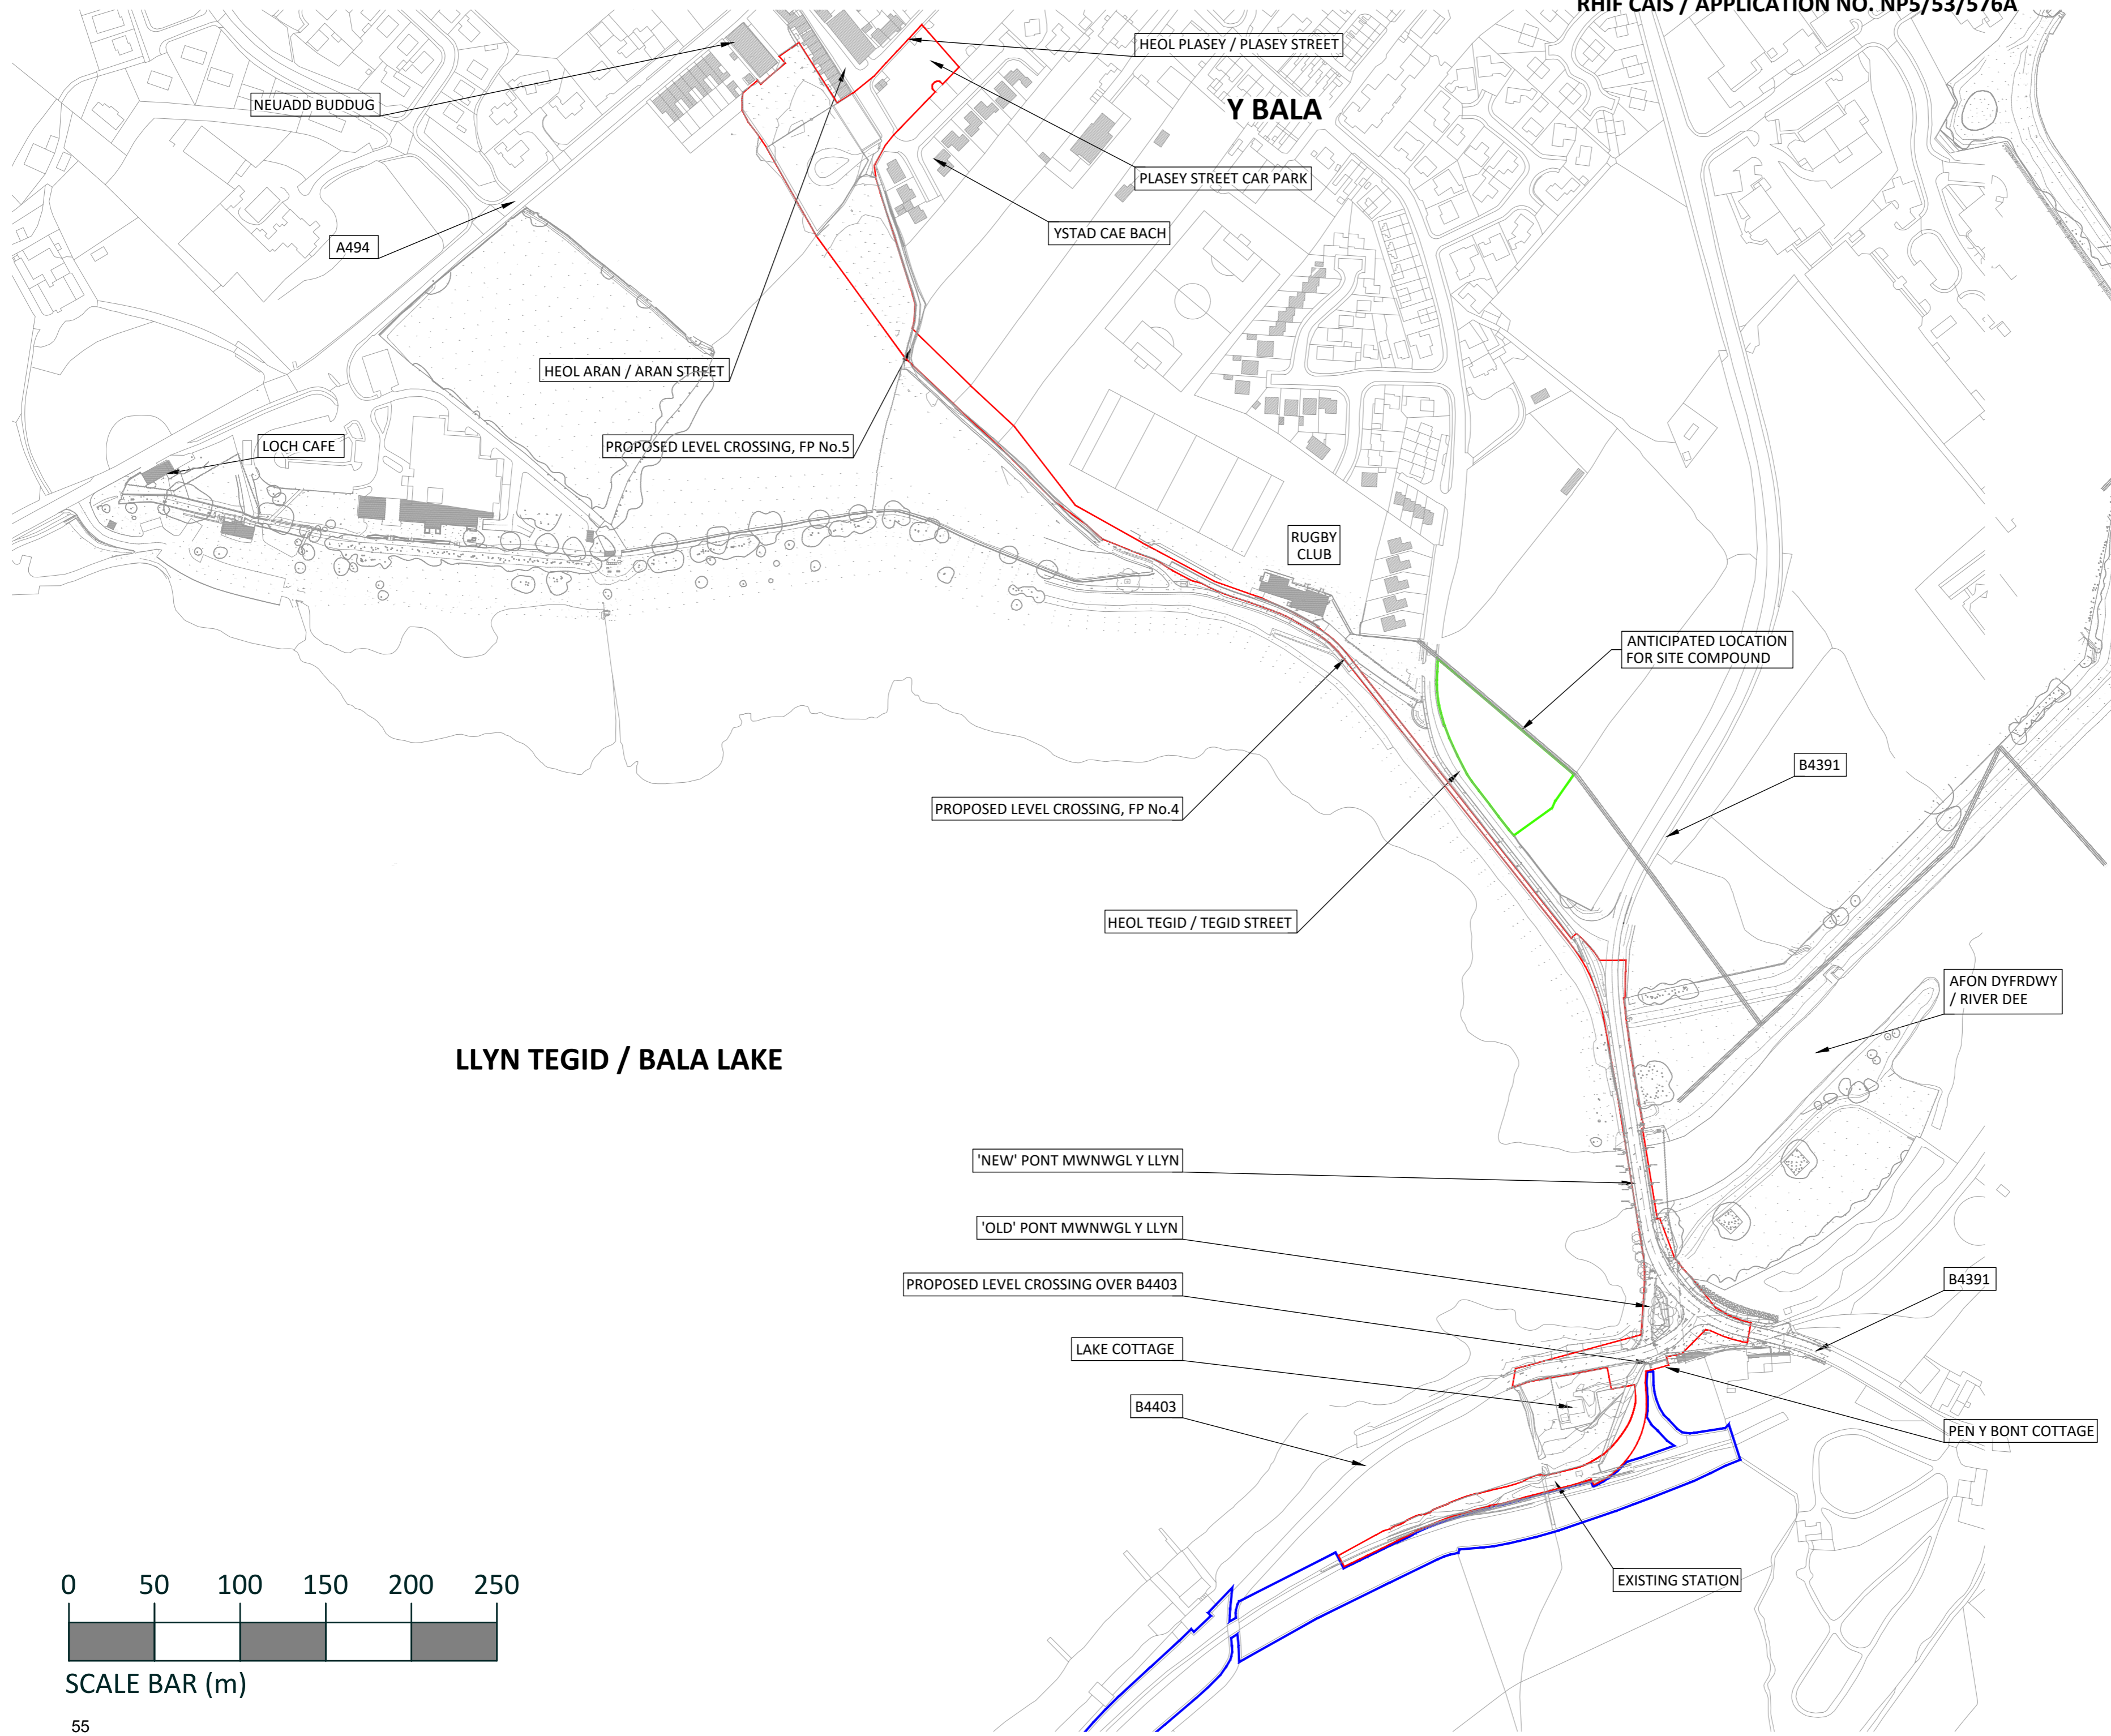 RHIF CAIS / APPLICATION NO. NP5/53/576A
HEOL PLASEY / PLASEY STREET
NEUADD BUDDUG
Y BALA
PLASEY STREET CAR PARK
YSTAD CAE BACH
A494
HEOL ARAN / ARAN STREET
LOCH CAFE
PROPOSED LEVEL CROSSING, FP No.5
RUGBY
CLUB
ANTICIPATED LOCATION
FOR SITE COMPOUND
B4391
PROPOSED LEVEL CROSSING, FP No.4
HEOL TEGID / TEGID STREET
AFON DYFRDWY
/ RIVER DEE
LLYN TEGID / BALA LAKE
'NEW' PONT MWNWGL Y LLYN
'OLD' PONT MWNWGL Y LLYN
PROPOSED LEVEL CROSSING OVER B4403
B4391
LAKE COTTAGE
B4403
PEN Y BONT COTTAGE
EXISTING STATION
0 50 100 150 200 250
SCALE BAR (m)
55